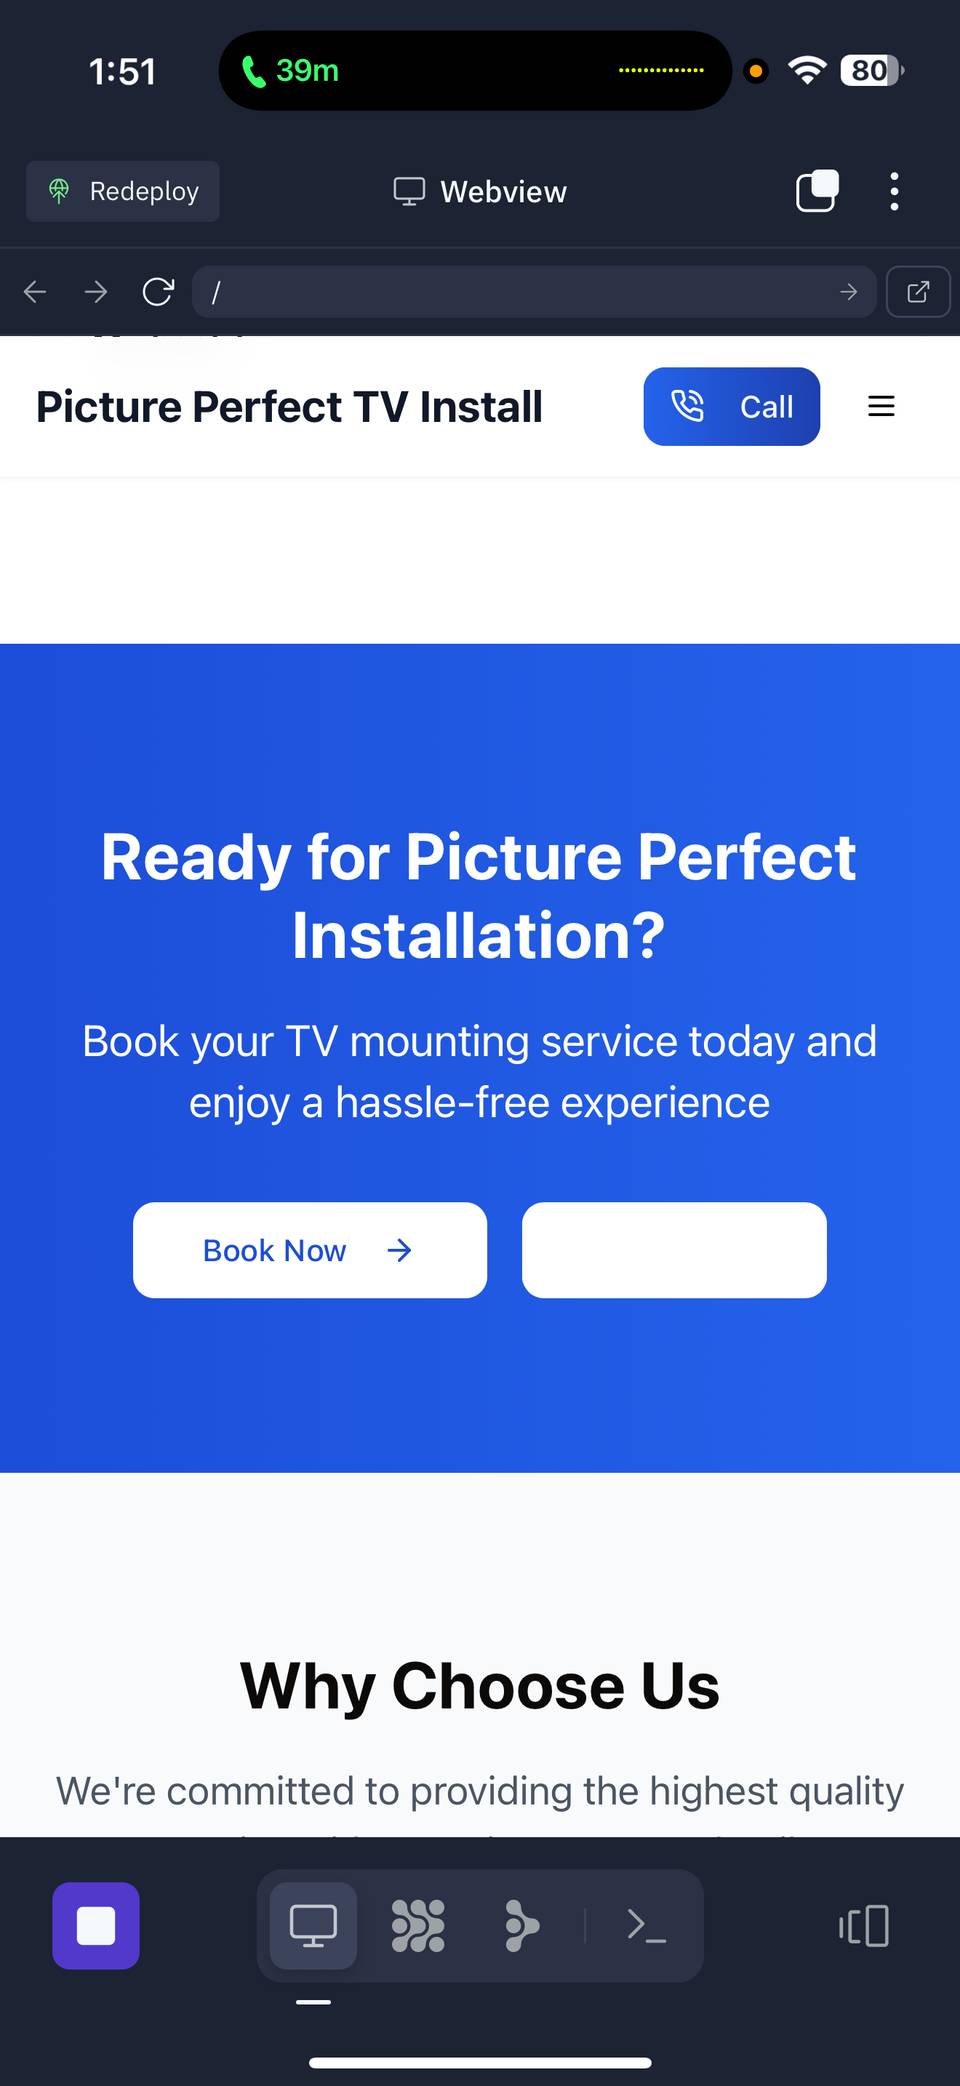 1:51
39m
80
Redeploy
Webview
/
Picture Perfect TV Install
Call
Ready for Picture Perfect
Installation?
Book your TV mounting service today and
enjoy a hassle-free experience
Book Now
Why Choose Us
We're committed to providing the highest quality